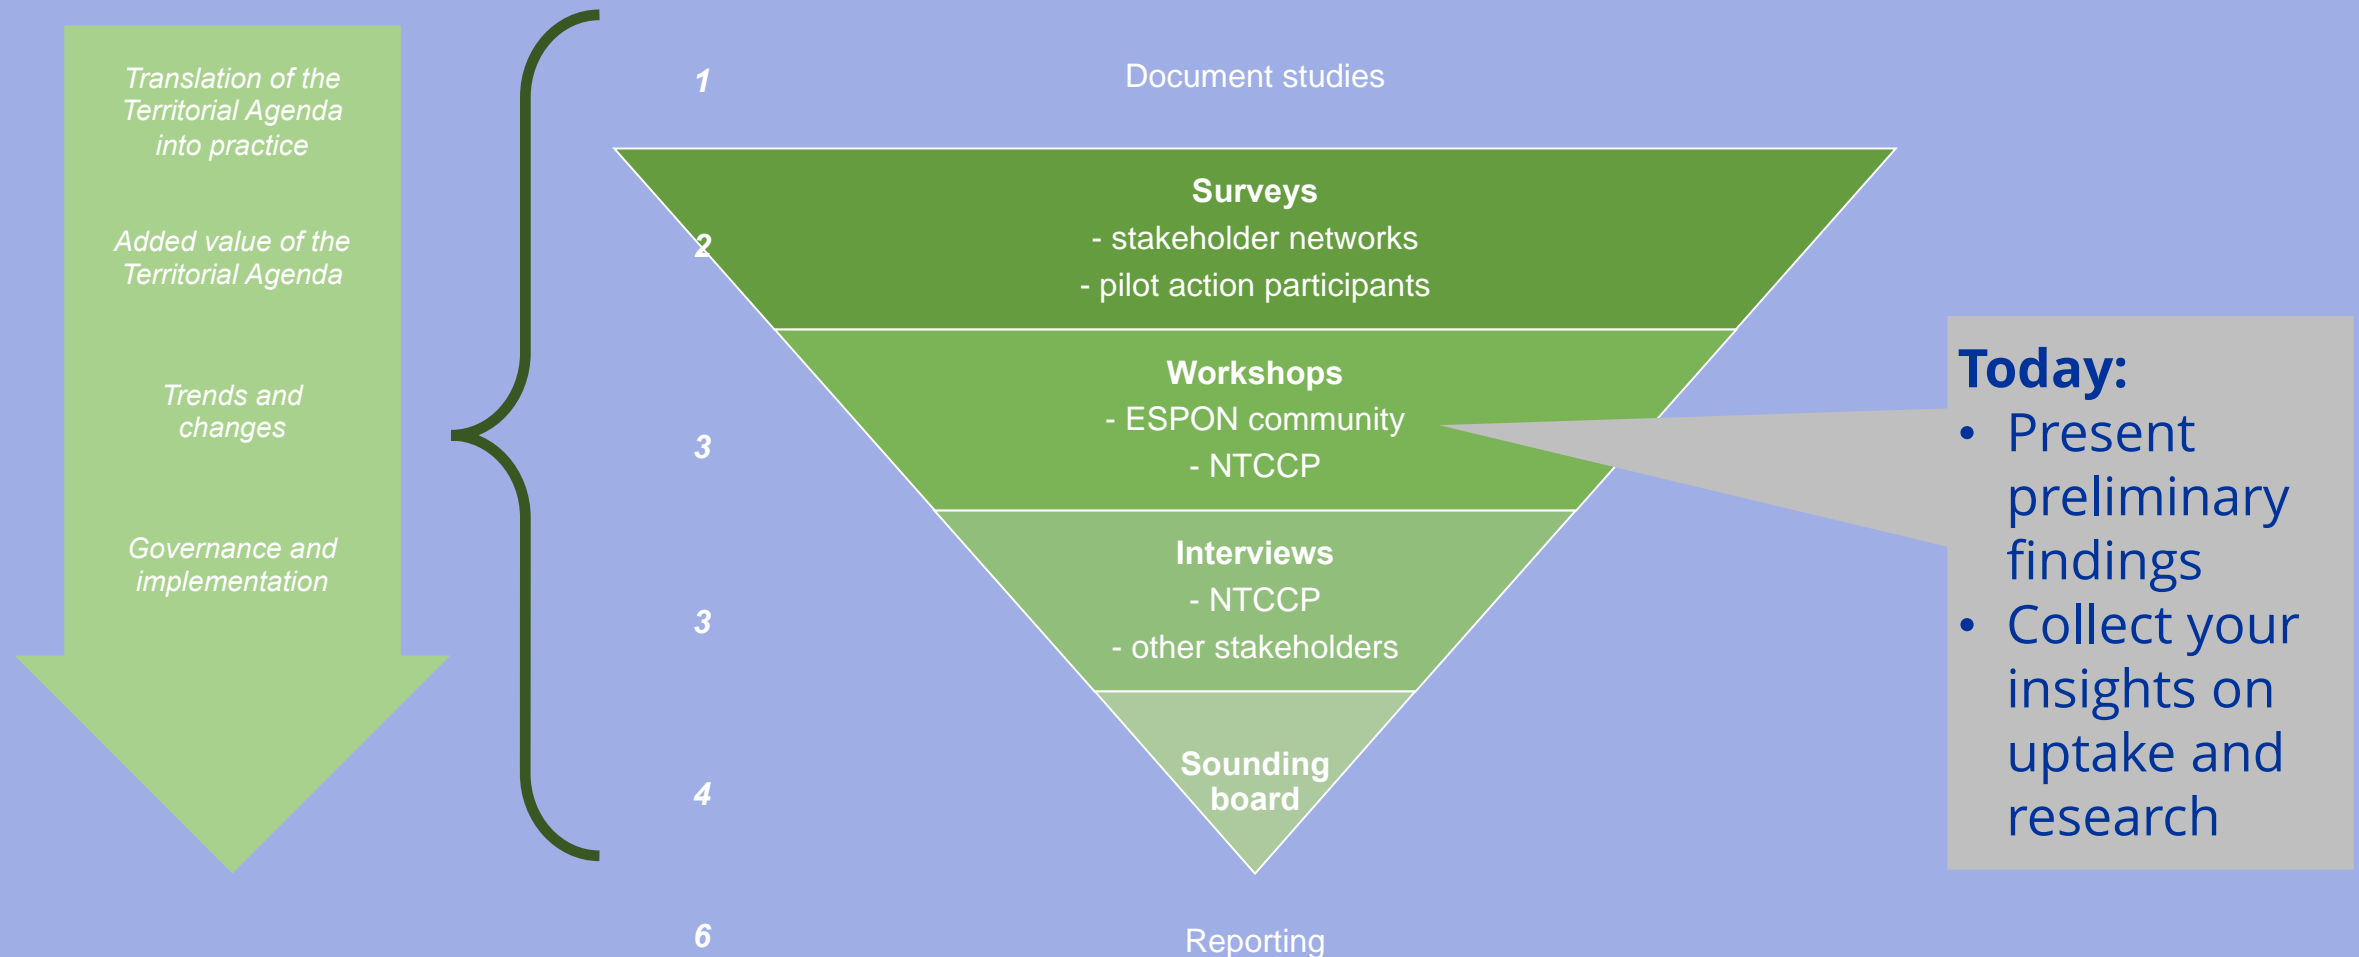 Translation of the
Territorial Agenda
into practice
Added value of the
Territorial Agenda
Trends and
changes
Governance and
implementation
1
Document studies
2
Surveys
- stakeholder networks
- pilot action participants
3
Workshops
- ESPON community
- NTCCP
3
Interviews
- NTCCP
- other stakeholders
4
Sounding
board
6
Reporting
Today:
• Present
preliminary
findings
• Collect your
insights on
uptake and
research